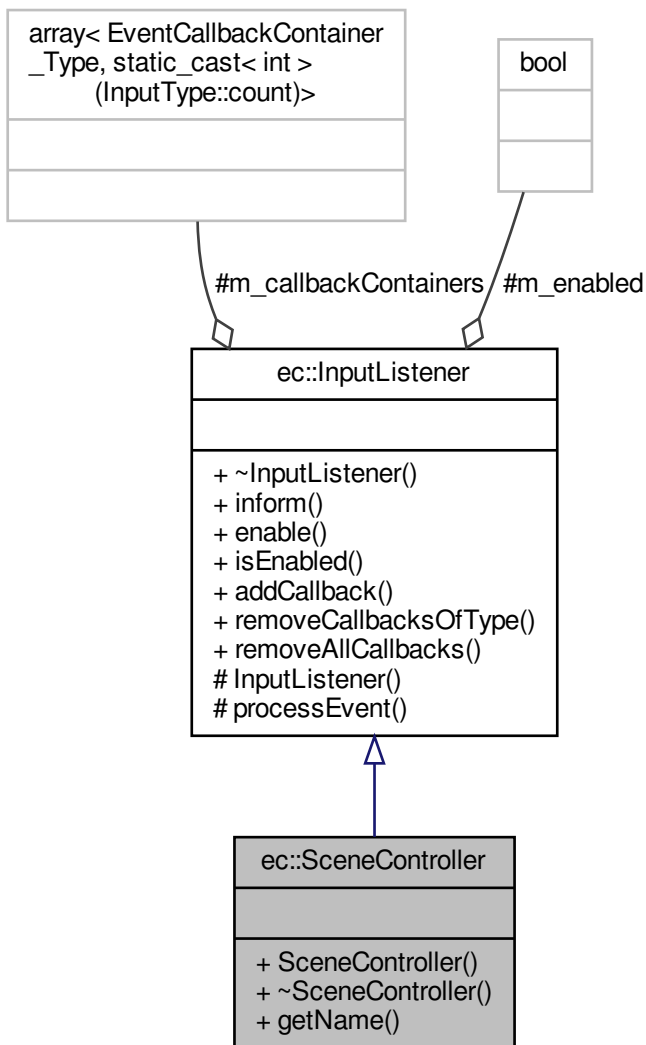 array< EventCallbackContainer
_Type, static_cast< int >
(InputType::count)>
bool
#m_callbackContainers
#m_enabled
ec::InputListener
+ ~InputListener()
+ inform()
+ enable()
+ isEnabled()
+ addCallback()
+ removeCallbacksOfType()
+ removeAllCallbacks()
# InputListener()
# processEvent()
ec::SceneController
+ SceneController()
+ ~SceneController()
+ getName()